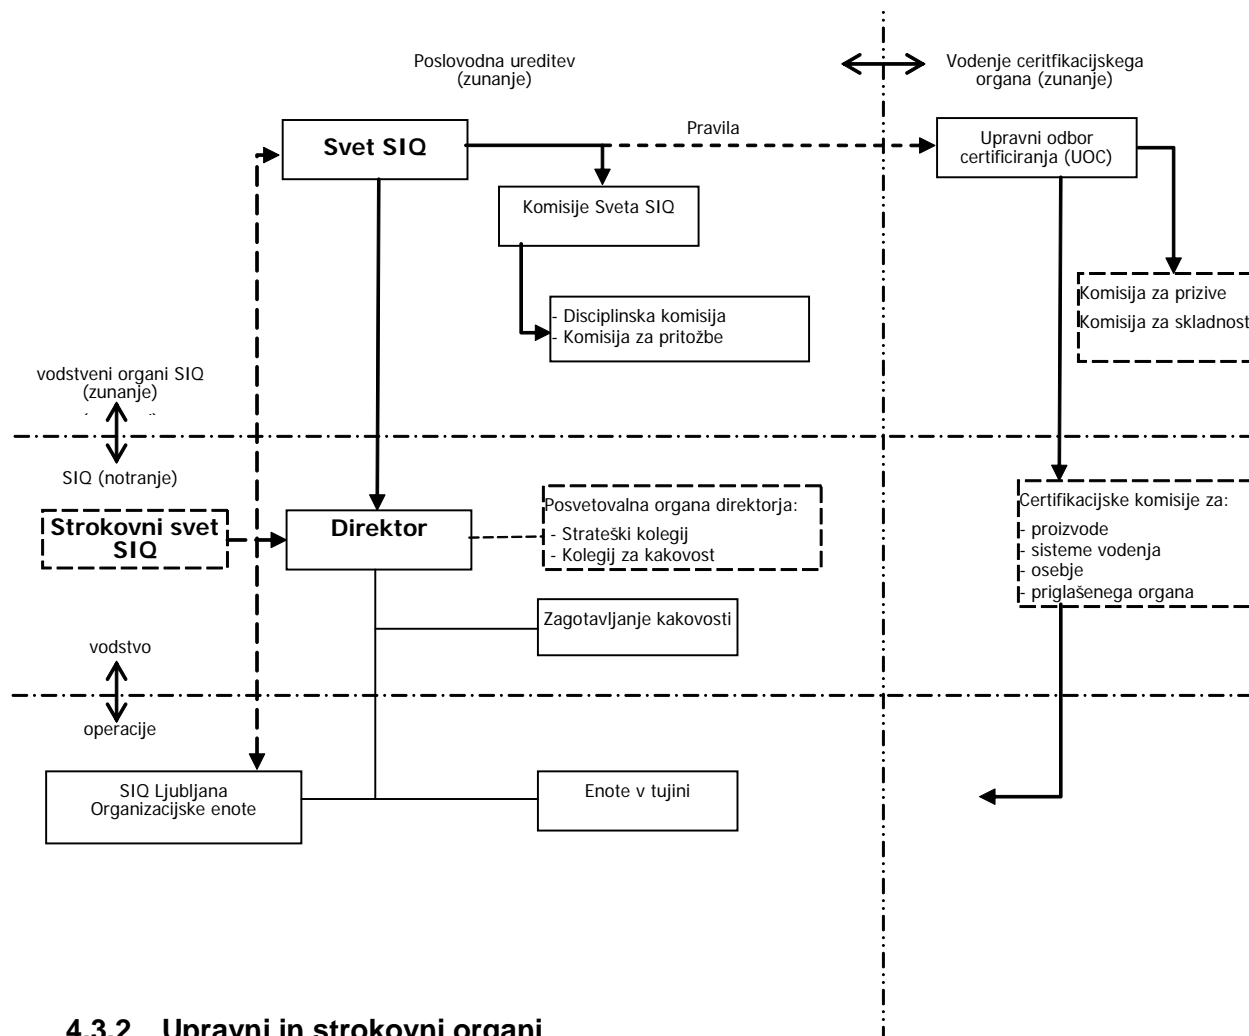 Poslovodna ureditev
(zunanje)
Vodenje ceritfikacijskega
organa (zunanje)
Svet SIQ
Pravila
Upravni odbor
certificiranja (UOC)
Komisije Sveta SIQ
- Disciplinska komisija
- Komisija za pritožbe
Komisija za prizive
Komisija za skladnost
vodstveni organi SIQ
(zunanje)
SIQ (notranje)
Strokovni svet
SIQ
Direktor
Posvetovalna organa direktorja:
- Strateški kolegij
- Kolegij za kakovost
Certifikacijske komisije za:
- proizvode
- sisteme vodenja
- osebje
- priglašenega organa
Zagotavljanje kakovosti
vodstvo
operacije
SIQ Ljubljana
Organizacijske enote
Enote v tujini
4.3.2 Upravni in strokovni organi